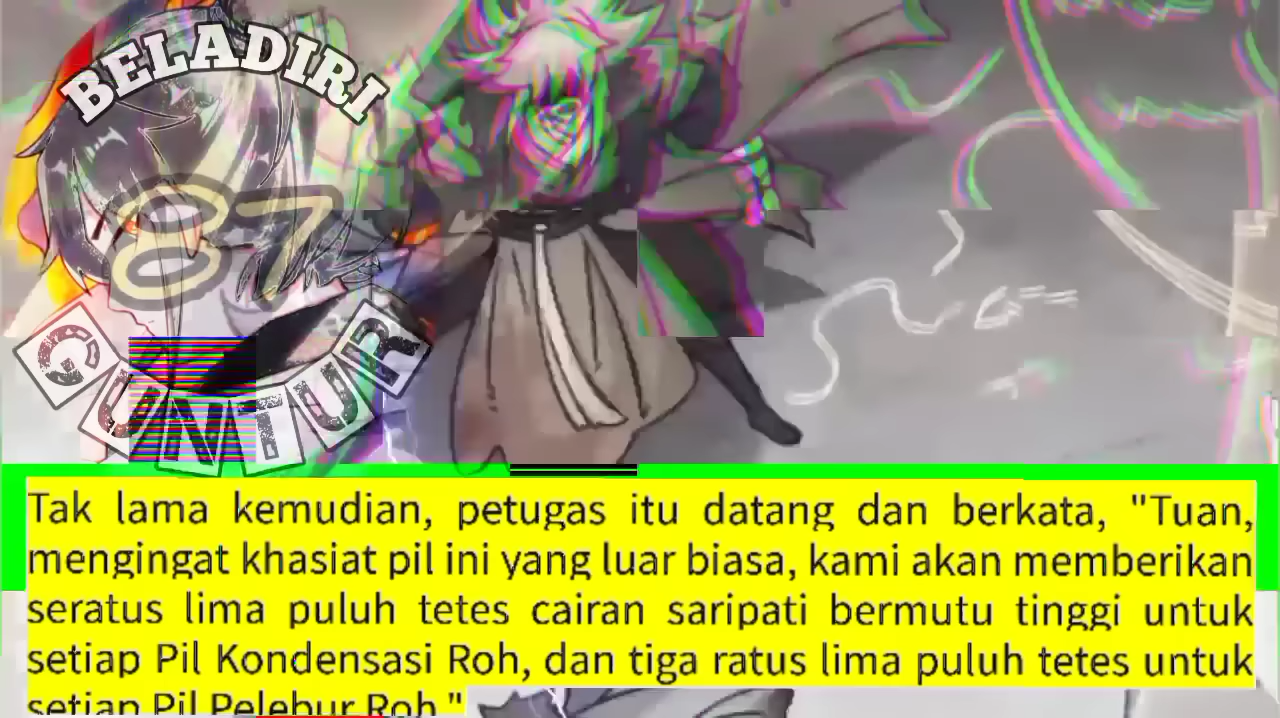 BELADIRI
87
GUNTUR
Tak lama kemudian, petugas itu datang dan berkata, "Tuan,
mengingat khasiat pil ini yang luar biasa, kami akan memberikan
seratus lima puluh tetes cairan saripati bermutu tinggi untuk
setiap Pil Kondensasi Roh, dan tiga ratus lima puluh tetes untuk
setiap Pil Pelebur Roh."